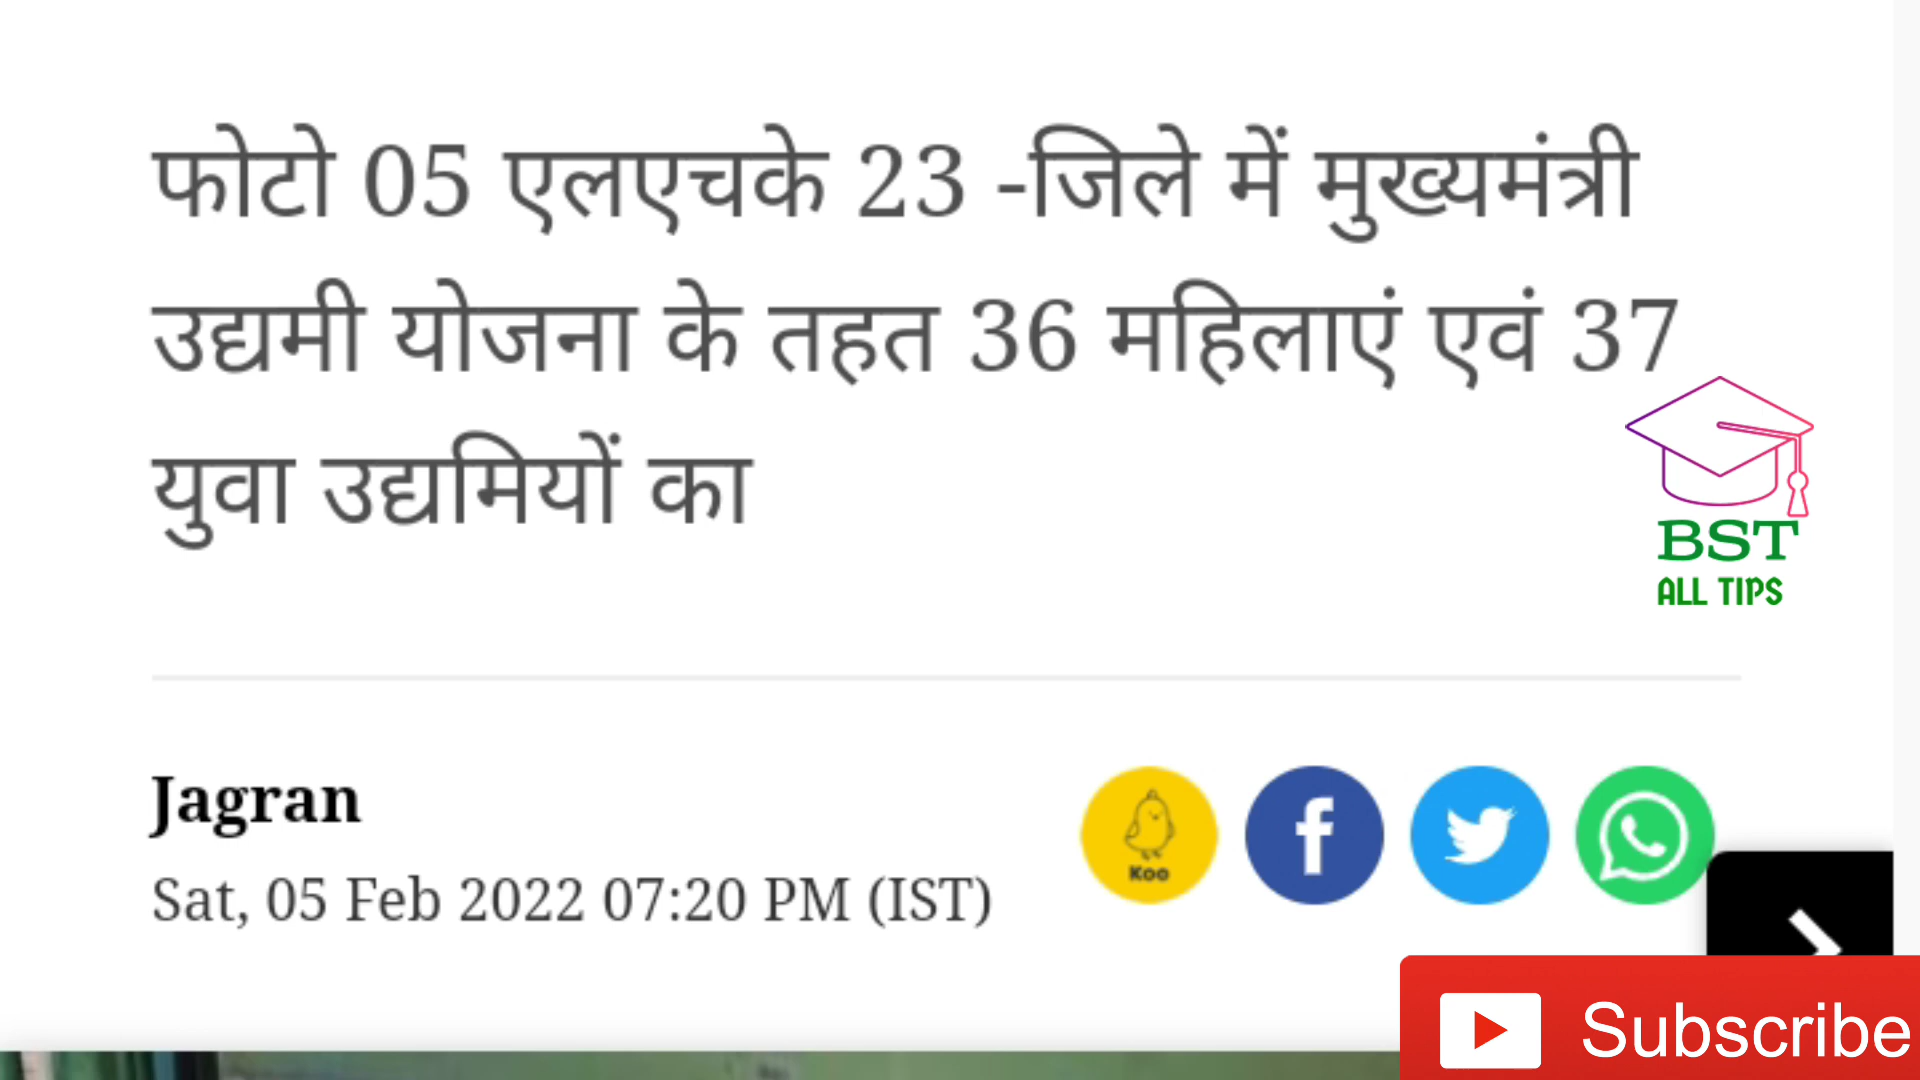 फोटो 05 एलएचके 23 -जिले में मुख्यमंत्री
उद्यमी योजना के तहत 36 महिलाएं एवं 37
युवा उद्यमियों का
BST
ALL TIPS
Jagran
Koo
Sat, 05 Feb 2022 07:20 PM (IST)
Subscribe